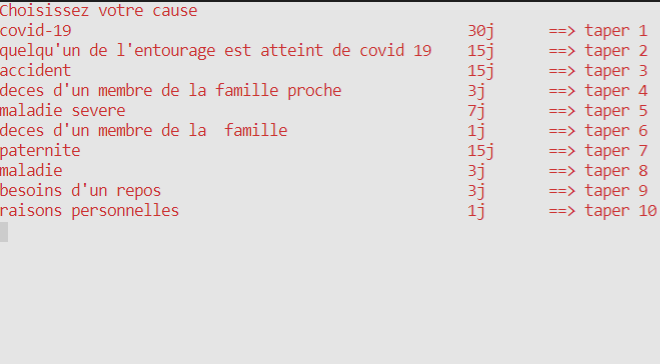 Choisissez votre cause
covid-19 30j ==> taper 1
quelqu'un de l'entourage est atteint de covid 19 15j ==> taper 2
accident 15j ==> taper 3
deces d'un membre de la famille proche 3j ==> taper 4
maladie severe 7j ==> taper 5
deces d'un membre de la  famille 1j ==> taper 6
paternite 15j ==> taper 7
maladie 3j ==> taper 8
besoins d'un repos 3j ==> taper 9
raisons personnelles 1j ==> taper 10